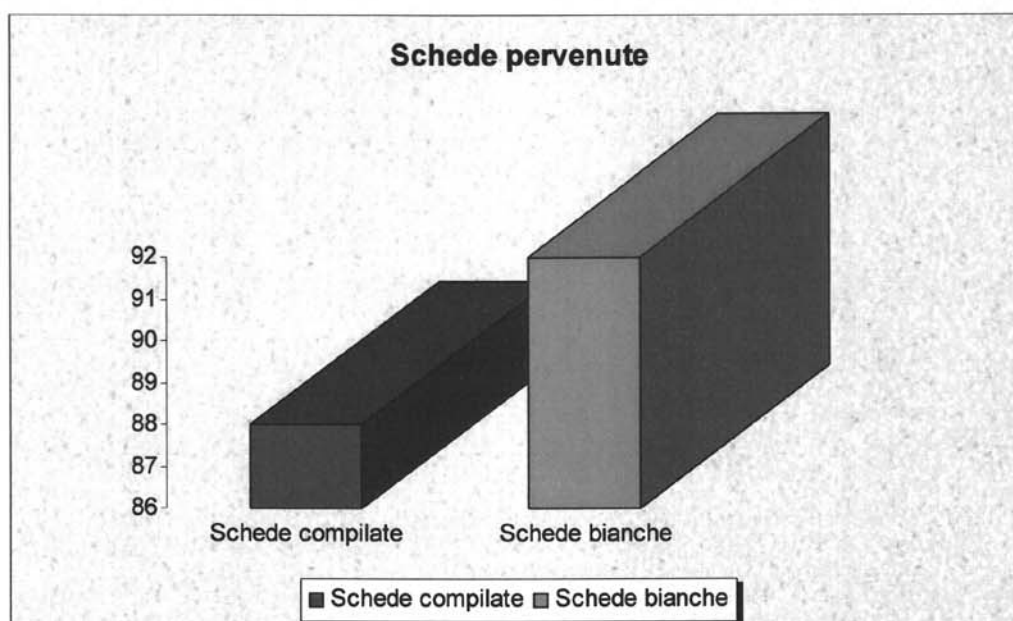 Schede pervenute
92
91
90
89
88
87
86
Schede compilate
Schede bianche
Schede compilate Schede bianche